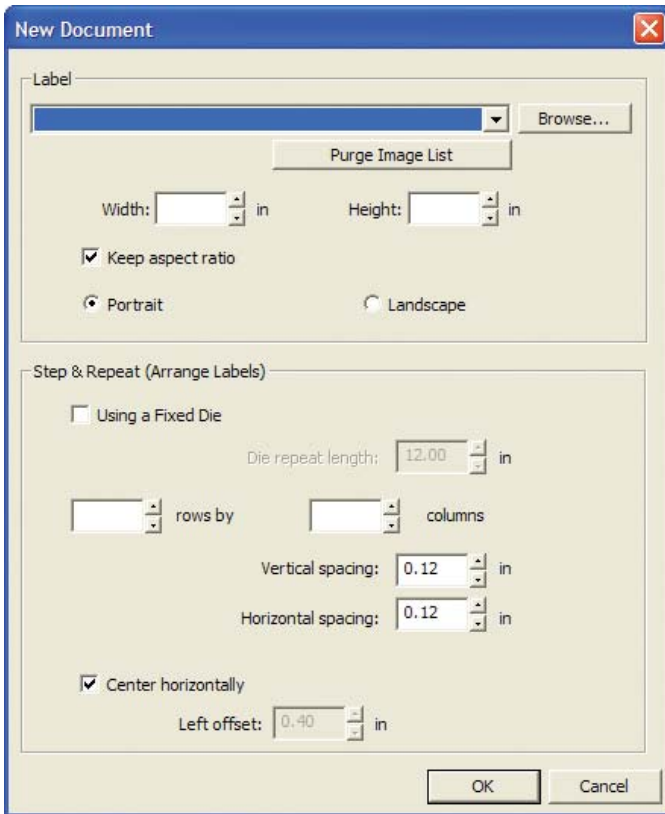 New Document
Label
Browse...
Purge Image List
Width: in Height: in
Keep aspect ratio
Portrait Landscape
Step & Repeat (Arrange Labels)
Using a Fixed Die
Die repeat length: 12.00 in
rows by columns
Vertical spacing: 0.12 in
Horizontal spacing: 0.12 in
Center horizontally
Left offset: 0.40 in
OK Cancel